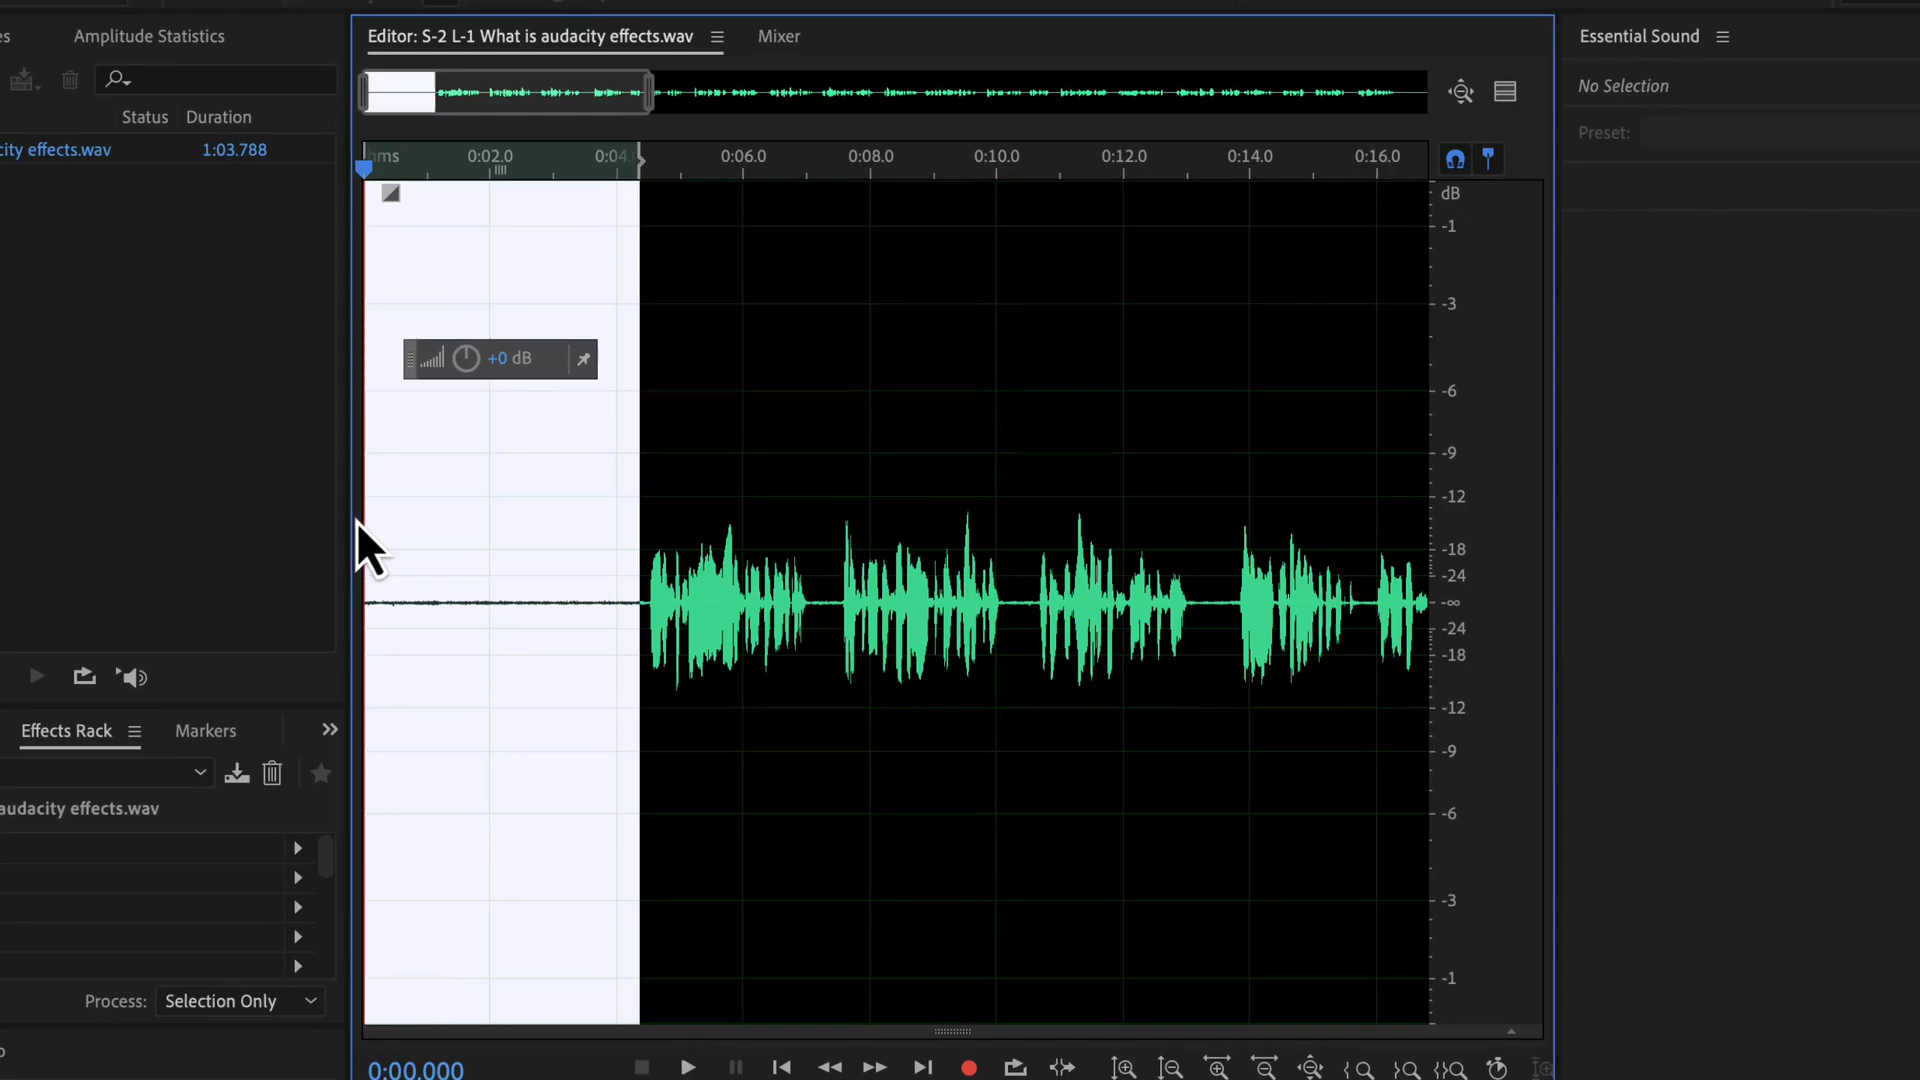 es
Amplitude Statistics
Editor: S-2 L-1 What is audacity effects.wav
Mixer
Essential Sound
No Selection
Status Duration
Preset:
city effects.wav 1:03.788
hms 0:02.0 0:04. 0:06.0 0:08.0 0:10.0 0:12.0 0:14.0 0:16.0
dB
-1
-3
+0 dB
-6
-9
-12
-18
-24
-∞
-24
-18
-12
-9
-6
-3
-1
Effects Rack
Markers
audacity effects.wav
Process: Selection Only
o
0:00.000